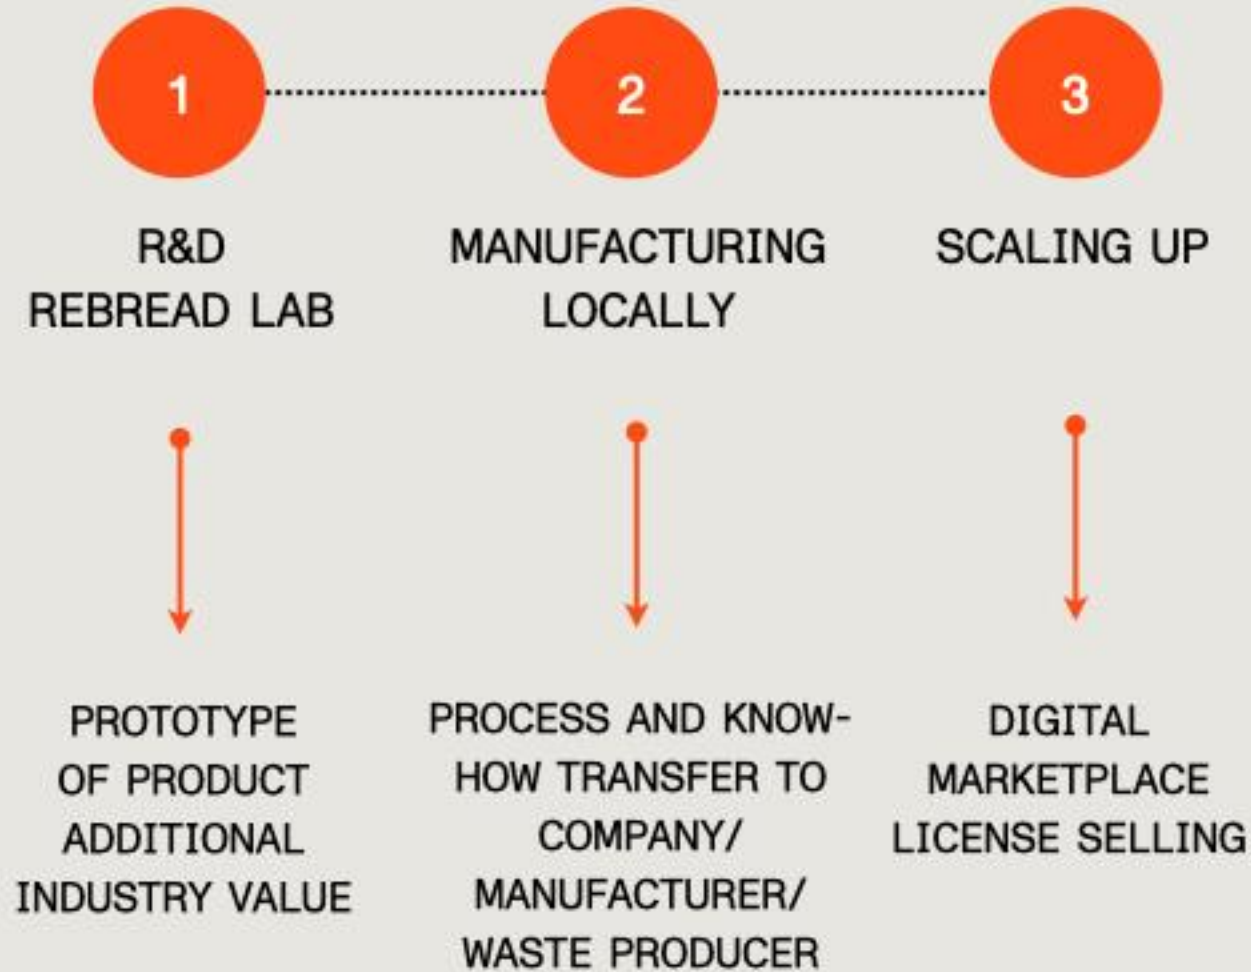 1
2
3
R&D
REBREAD LAB
MANUFACTURING
LOCALLY
SCALING UP
PROTOTYPE
OF PRODUCT
ADDITIONAL
INDUSTRY VALUE
PROCESS AND KNOW-
HOW TRANSFER TO
COMPANY/
MANUFACTURER/
WASTE PRODUCER
DIGITAL
MARKETPLACE
LICENSE SELLING